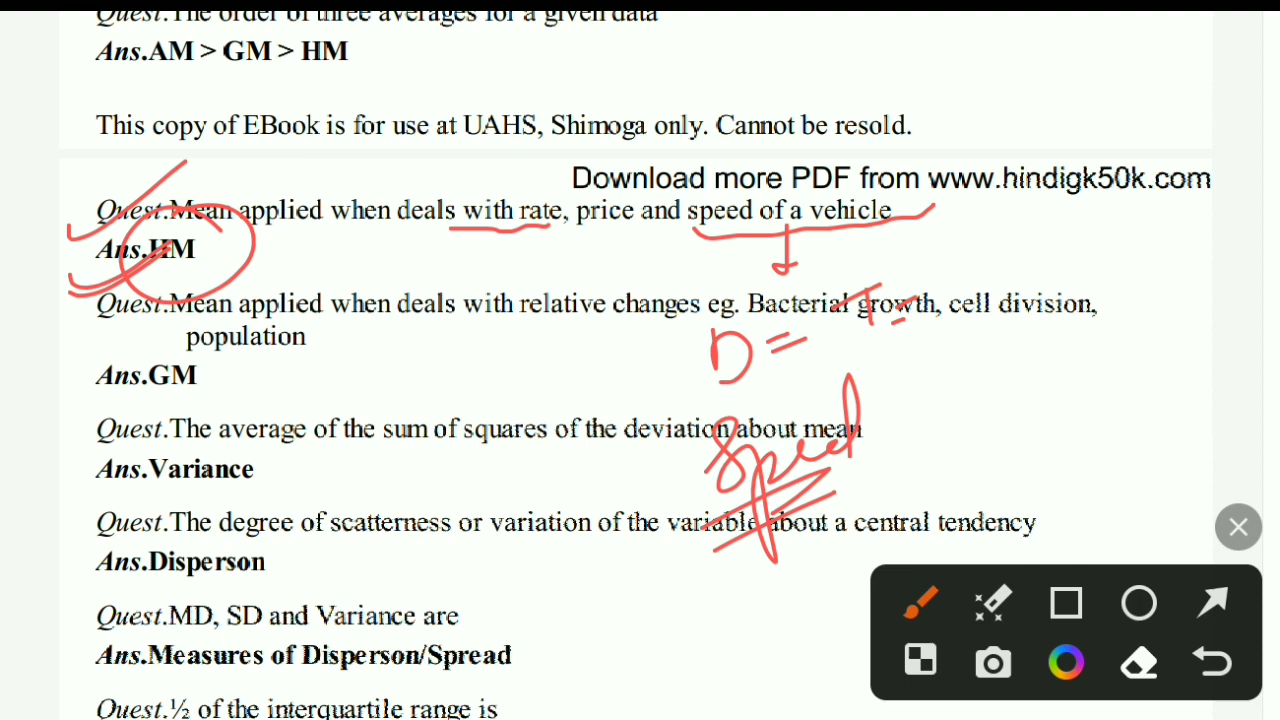 Quest.The order of three averages for a given data
Ans.AM > GM > HM
This copy of EBook is for use at UAHS, Shimoga only. Cannot be resold.
Download more PDF from www.hindigk50k.com
Quest.Mean applied when deals with rate, price and speed of a vehicle
Ans.HM
Quest.Mean applied when deals with relative changes eg. Bacterial growth, cell division,
population
Ans.GM
T=
D =
Speed
Quest.The average of the sum of squares of the deviation about mean
Ans.Variance
Quest.The degree of scatterness or variation of the variable about a central tendency
Ans.Disperson
Quest.MD, SD and Variance are
Ans.Measures of Disperson/Spread
Quest.½ of the interquartile range is